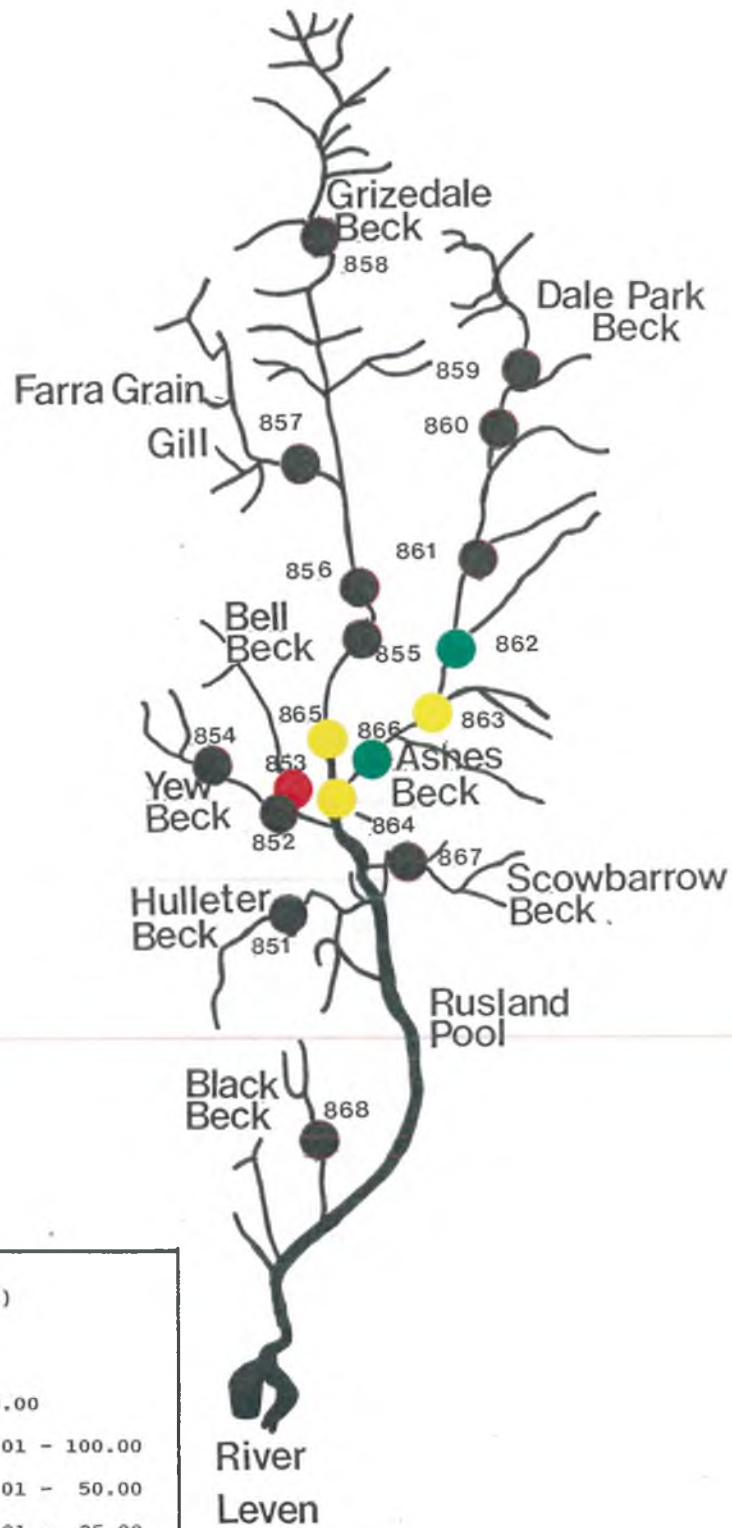 Grizedale
Beck
858
Dale Park
Beck
859
Farra Grain
Gill
857
860
861
856
Bell
Beck
855
862
865
863
854
866
Ashes
Beck
853
Yew
Beck
864
852
867
Scowbarrow
Beck
Hulleter
Beck
851
Rusland
Pool
Black
Beck
868
)
.00
01 - 100.00
01 - 50.00
River
Leven